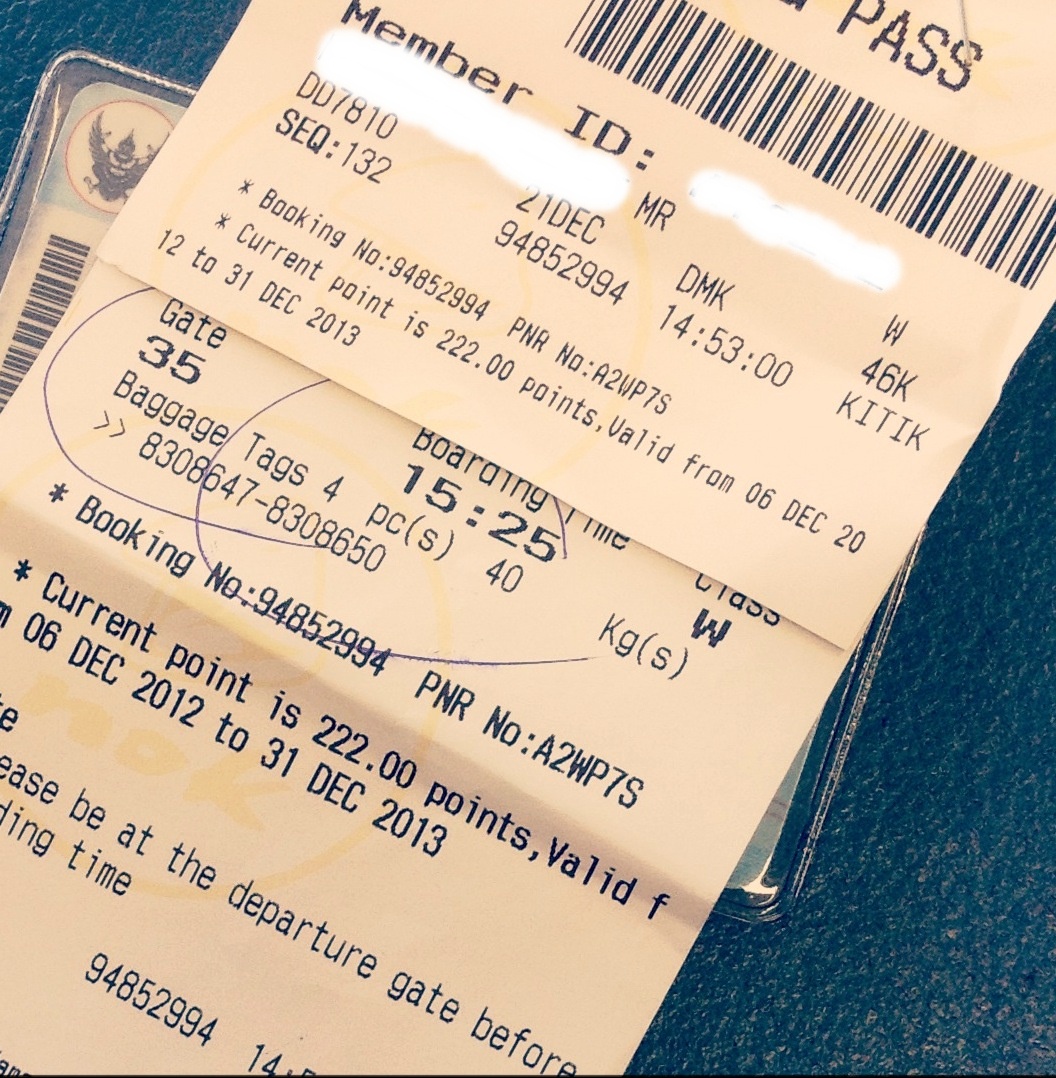 PASS
Member ID:
MR
DD7810 21DEC DMK W
SEQ:132 94852994 14:53:00 46K
KITIK
* Booking No:94852994 PNR No:A2WP7S
* Current point is 222.00 points,Valid from 06 DEC 20
12 to 31 DEC 2013
Gate Boarding Time Class
35 15:25 W
Baggage Tags 4 pc(s) 40 Kg(s)
>> 8308647-8308650
* Booking No:94852994 PNR No:A2WP7S
* Current point is 222.00 points,Valid f
m 06 DEC 2012 to 31 DEC 2013
te
ease be at the departure gate before
ding time
94852994
nok